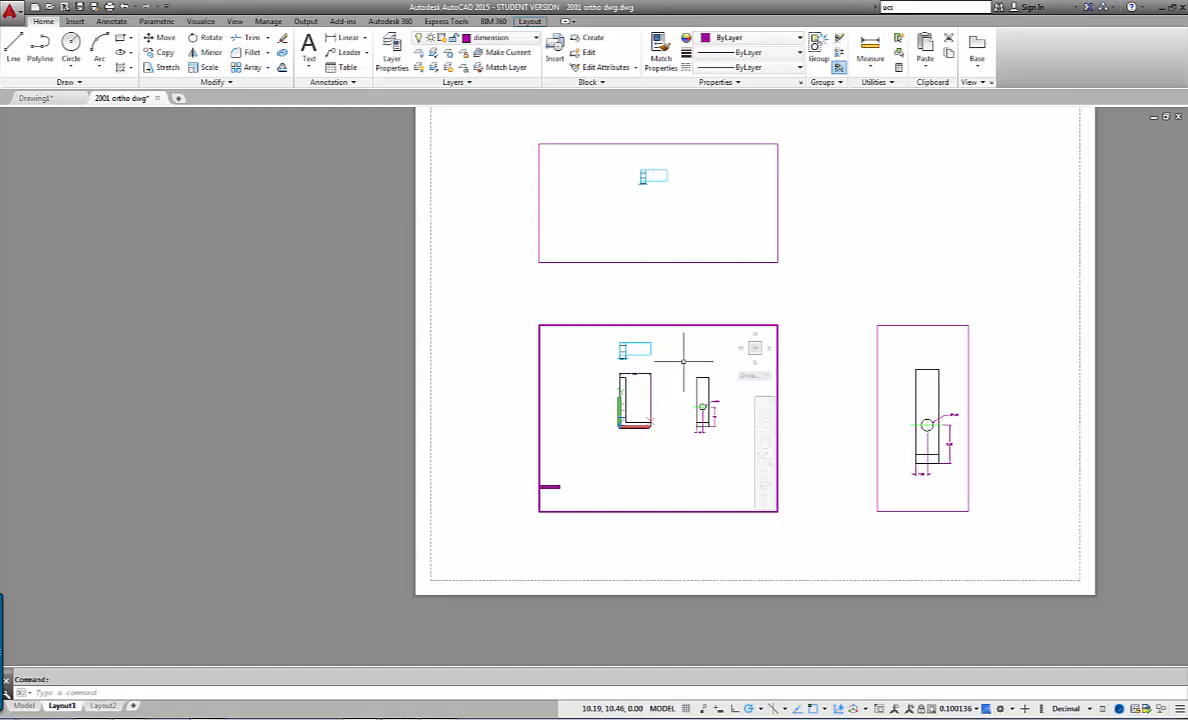 Autodesk AutoCAD 2015 - STUDENT VERSION 2001 ortho dwg.dwg
ucs
Sign In
Home Insert Annotate Parametric Visualize View Manage Output Add-ins Autodesk 360 Express Tools BIM 360 Layout
Move Rotate Trim
Linear
dimension
Create
ByLayer
Copy Mirror Fillet
Leader
Make Current
Edit
ByLayer
Line Polyline Circle Arc
Text
Layer Properties
Insert
Match Properties
Group
Measure
Paste
Base
Stretch Scale Array
Table
Match Layer
Edit Attributes
ByLayer
Draw Modify Annotation Layers Block Properties Groups Utilities Clipboard View
Drawing1* 2001 ortho dwg*
Unna...
Command:
Type a command
Model Layout1 Layout2
10.19, 10.46, 0.00 MODEL
0.100136
Decimal